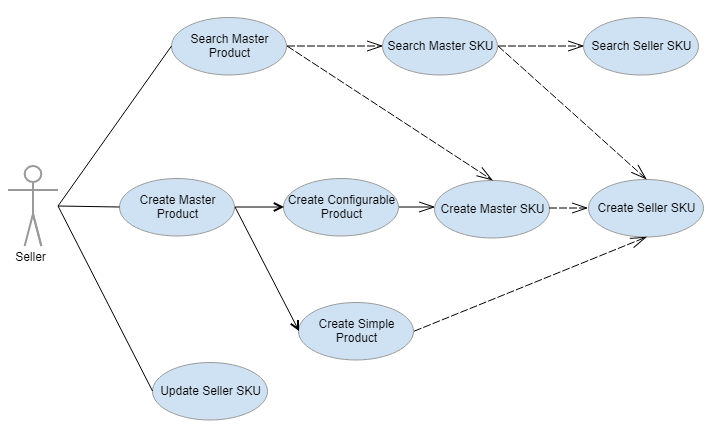 Search Master
Product
Search Master SKU
Search Seller SKU
Seller
Create Master
Product
Create Configurable
Product
Create Master SKU
Create Seller SKU
Create Simple
Product
Update Seller SKU